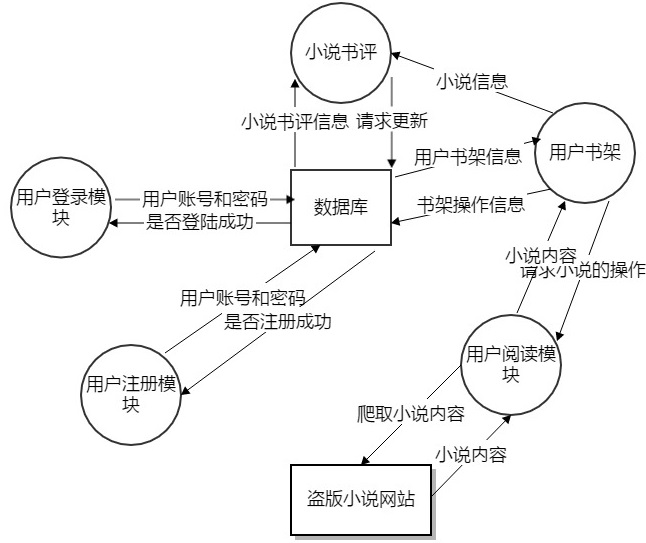 小说书评
小说信息
小说书评信息
请求更新
用户书架信息
用户书架
用户登录模
块
用户账号和密码
是否登陆成功
数据库
书架操作信息
小说内容
请求小说的操作
用户账号和密码
是否注册成功
用户注册模
块
用户阅读模
块
爬取小说内容
小说内容
盗版小说网站